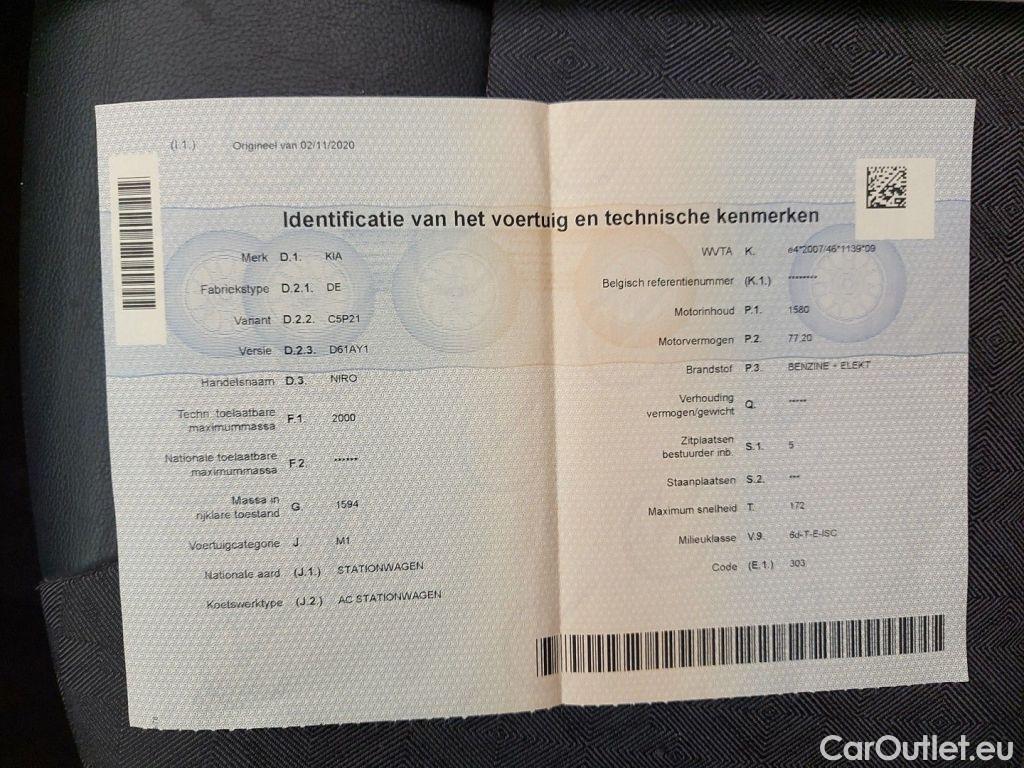 (I.1.) Origineel van 02/11/2020
Identificatie van het voertuig en technische kenmerken
Merk D.1. KIA
Fabriekstype D.2.1. DE
Variant D.2.2. C5P21
Versie D.2.3. D61AY1
Handelsnaam D.3. NIRO
Techn. toelaatbare
maximummassa F.1. 2000
Nationale toelaatbare
maximummassa F.2. ******
Massa in
rijklare toestand G. 1594
Voertuigcategorie J. M1
Nationale aard (J.1.) STATIONWAGEN
Koetswerktype (J.2.) AC STATIONWAGEN
WVTA K. e4*2007/46*1139*09
Belgisch referentienummer (K.1.) ********
Motorinhoud P.1. 1580
Motorvermogen P.2. 77,20
Brandstof P.3. BENZINE + ELEKT
Verhouding
vermogen/gewicht Q. *****
Zitplaatsen
bestuurder inb. S.1. 5
Staanplaatsen S.2. ***
Maximum snelheid T. 172
Milieuklasse V.9. 6d-T-E-ISC
Code (E.1.) 303
CarOutlet.eu